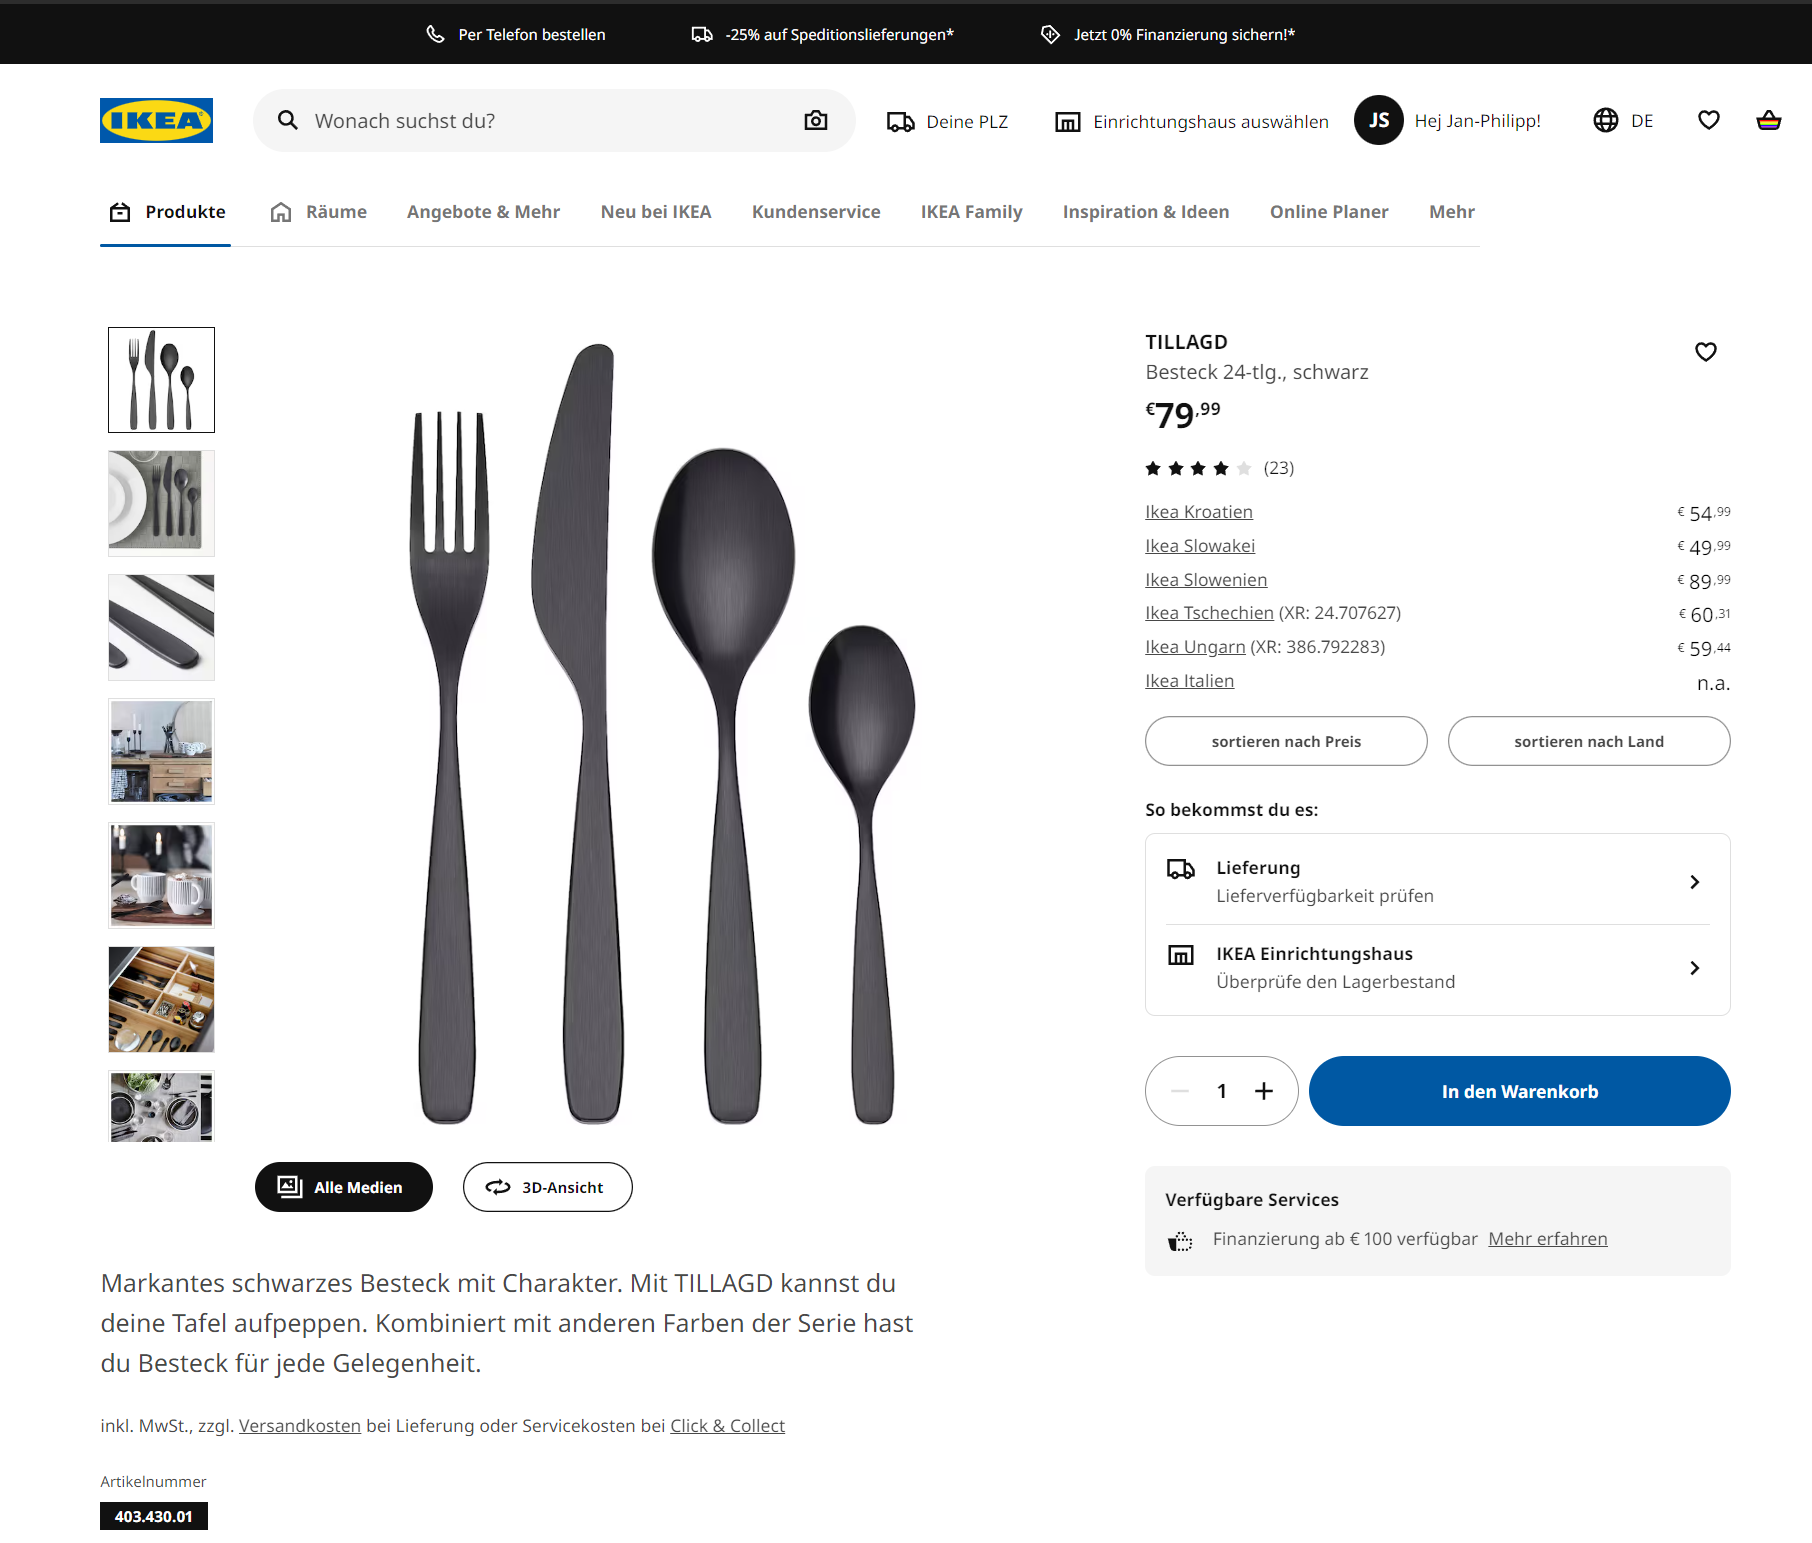 Per Telefon bestellen
-25% auf Speditionslieferungen*
Jetzt 0% Finanzierung sichern!*
IKEA
Wonach suchst du?
Deine PLZ
Einrichtungshaus auswählen
JS
Hej Jan-Philipp!
DE
Produkte
Räume
Angebote & Mehr
Neu bei IKEA
Kundenservice
IKEA Family
Inspiration & Ideen
Online Planer
Mehr
TILLAGD
Besteck 24-tlg., schwarz
€79,99
(23)
Ikea Kroatien € 54,99
Ikea Slowakei € 49,99
Ikea Slowenien € 89,99
Ikea Tschechien (XR: 24.707627) € 60,31
Ikea Ungarn (XR: 386.792283) € 59,44
Ikea Italien n.a.
sortieren nach Preis
sortieren nach Land
So bekommst du es:
Lieferung
Lieferverfügbarkeit prüfen
IKEA Einrichtungshaus
Überprüfe den Lagerbestand
1
In den Warenkorb
Verfügbare Services
Finanzierung ab € 100 verfügbar Mehr erfahren
Alle Medien
3D-Ansicht
Markantes schwarzes Besteck mit Charakter. Mit TILLAGD kannst du
deine Tafel aufpeppen. Kombiniert mit anderen Farben der Serie hast
du Besteck für jede Gelegenheit.
inkl. MwSt., zzgl. Versandkosten bei Lieferung oder Servicekosten bei Click & Collect
Artikelnummer
403.430.01